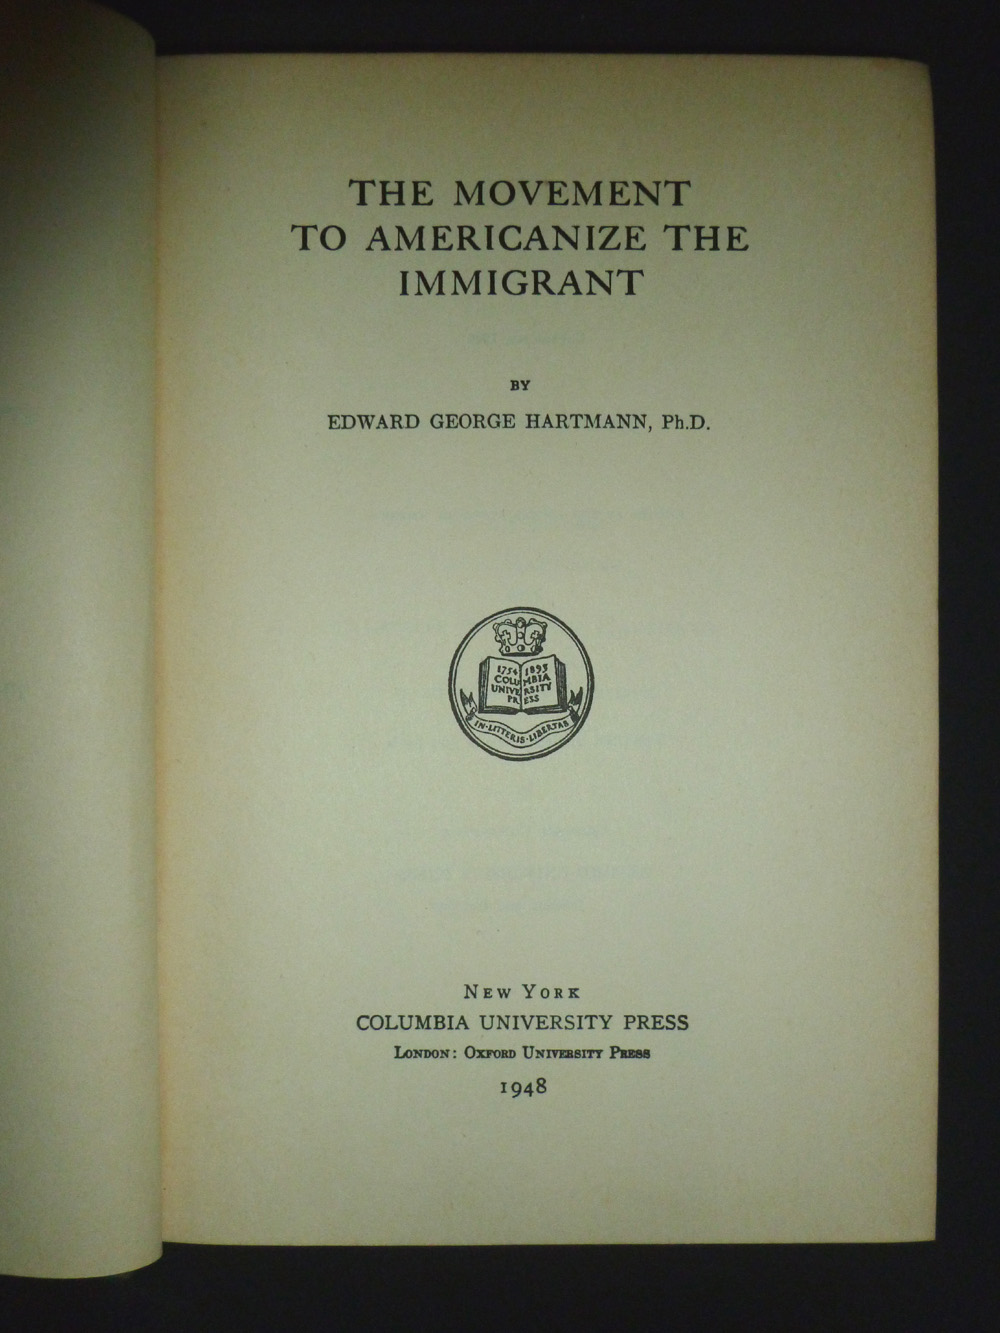 THE MOVEMENT
TO AMERICANIZE THE
IMMIGRANT
BY
EDWARD GEORGE HARTMANN, Ph.D.
1754 1893
COLUMBIA
UNIVERSITY
PRESS
IN·LITTERIS·LIBERTAS
NEW YORK
COLUMBIA UNIVERSITY PRESS
LONDON: OXFORD UNIVERSITY PRESS
1948